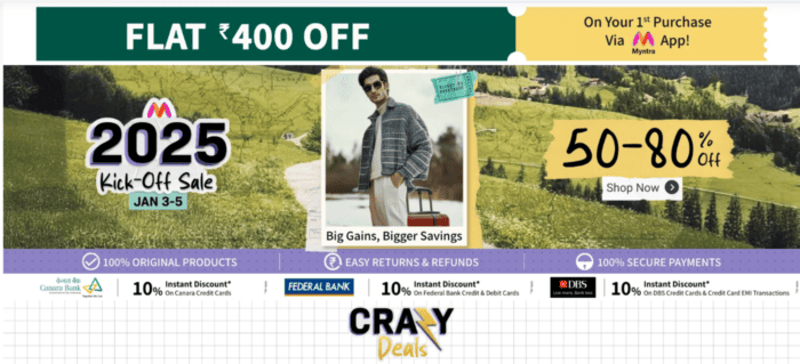 FLAT ₹400 OFF
On Your 1st Purchase
Via M App!
Myntra
2025
Kick-Off Sale
JAN 3-5
Big Gains, Bigger Savings
50-80% Off
Shop Now
100% ORIGINAL PRODUCTS
EASY RETURNS & REFUNDS
100% SECURE PAYMENTS
केनरा बैंक
Canara Bank
10% Instant Discount*
On Canara Credit Cards
FEDERAL BANK
10% Instant Discount*
On Federal Bank Credit & Debit Cards
DBS
10% Instant Discount*
On DBS Credit Cards & Credit Card EMI Transactions
CRAZY
Deals